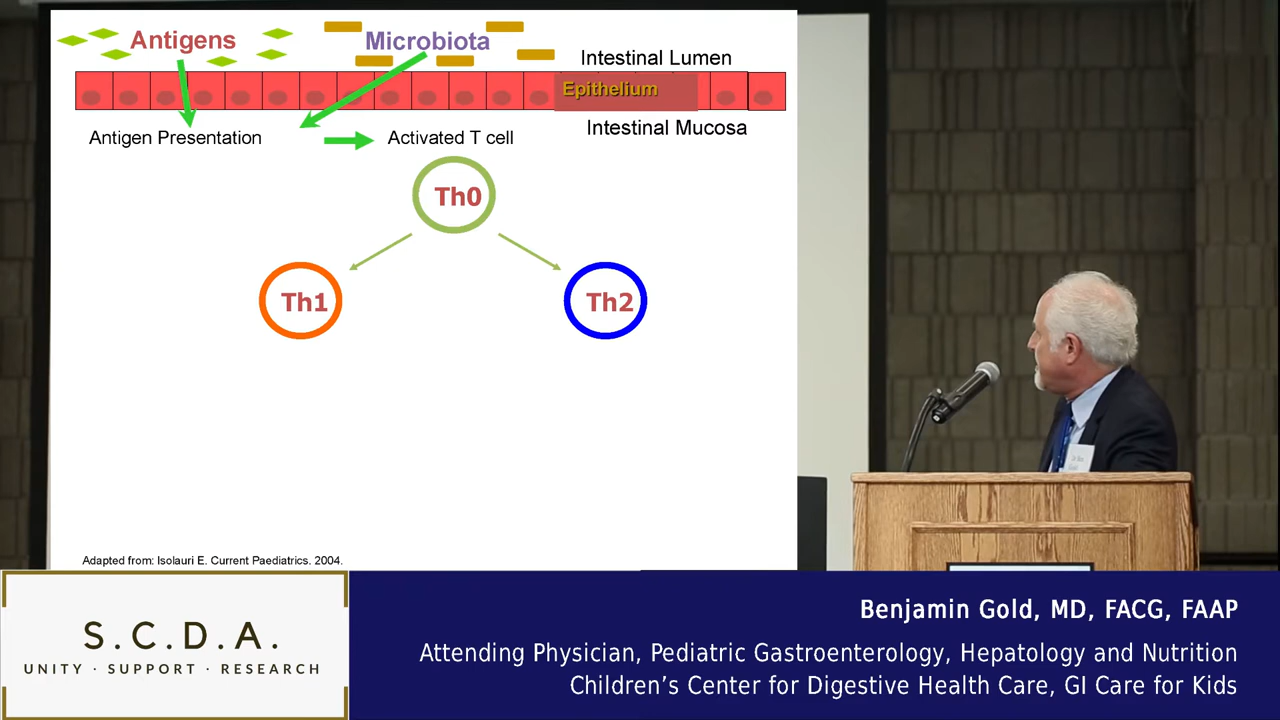 Antigens
Microbiota
Intestinal Lumen
Epithelium
Intestinal Mucosa
Antigen Presentation
Activated T cell
Th0
Th1
Th2
Adapted from: Isolauri E. Current Paediatrics. 2004.
S.C.D.A.
UNITY · SUPPORT · RESEARCH
Benjamin Gold, MD, FACG, FAAP
Attending Physician, Pediatric Gastroenterology, Hepatology and Nutrition
Children's Center for Digestive Health Care, GI Care for Kids